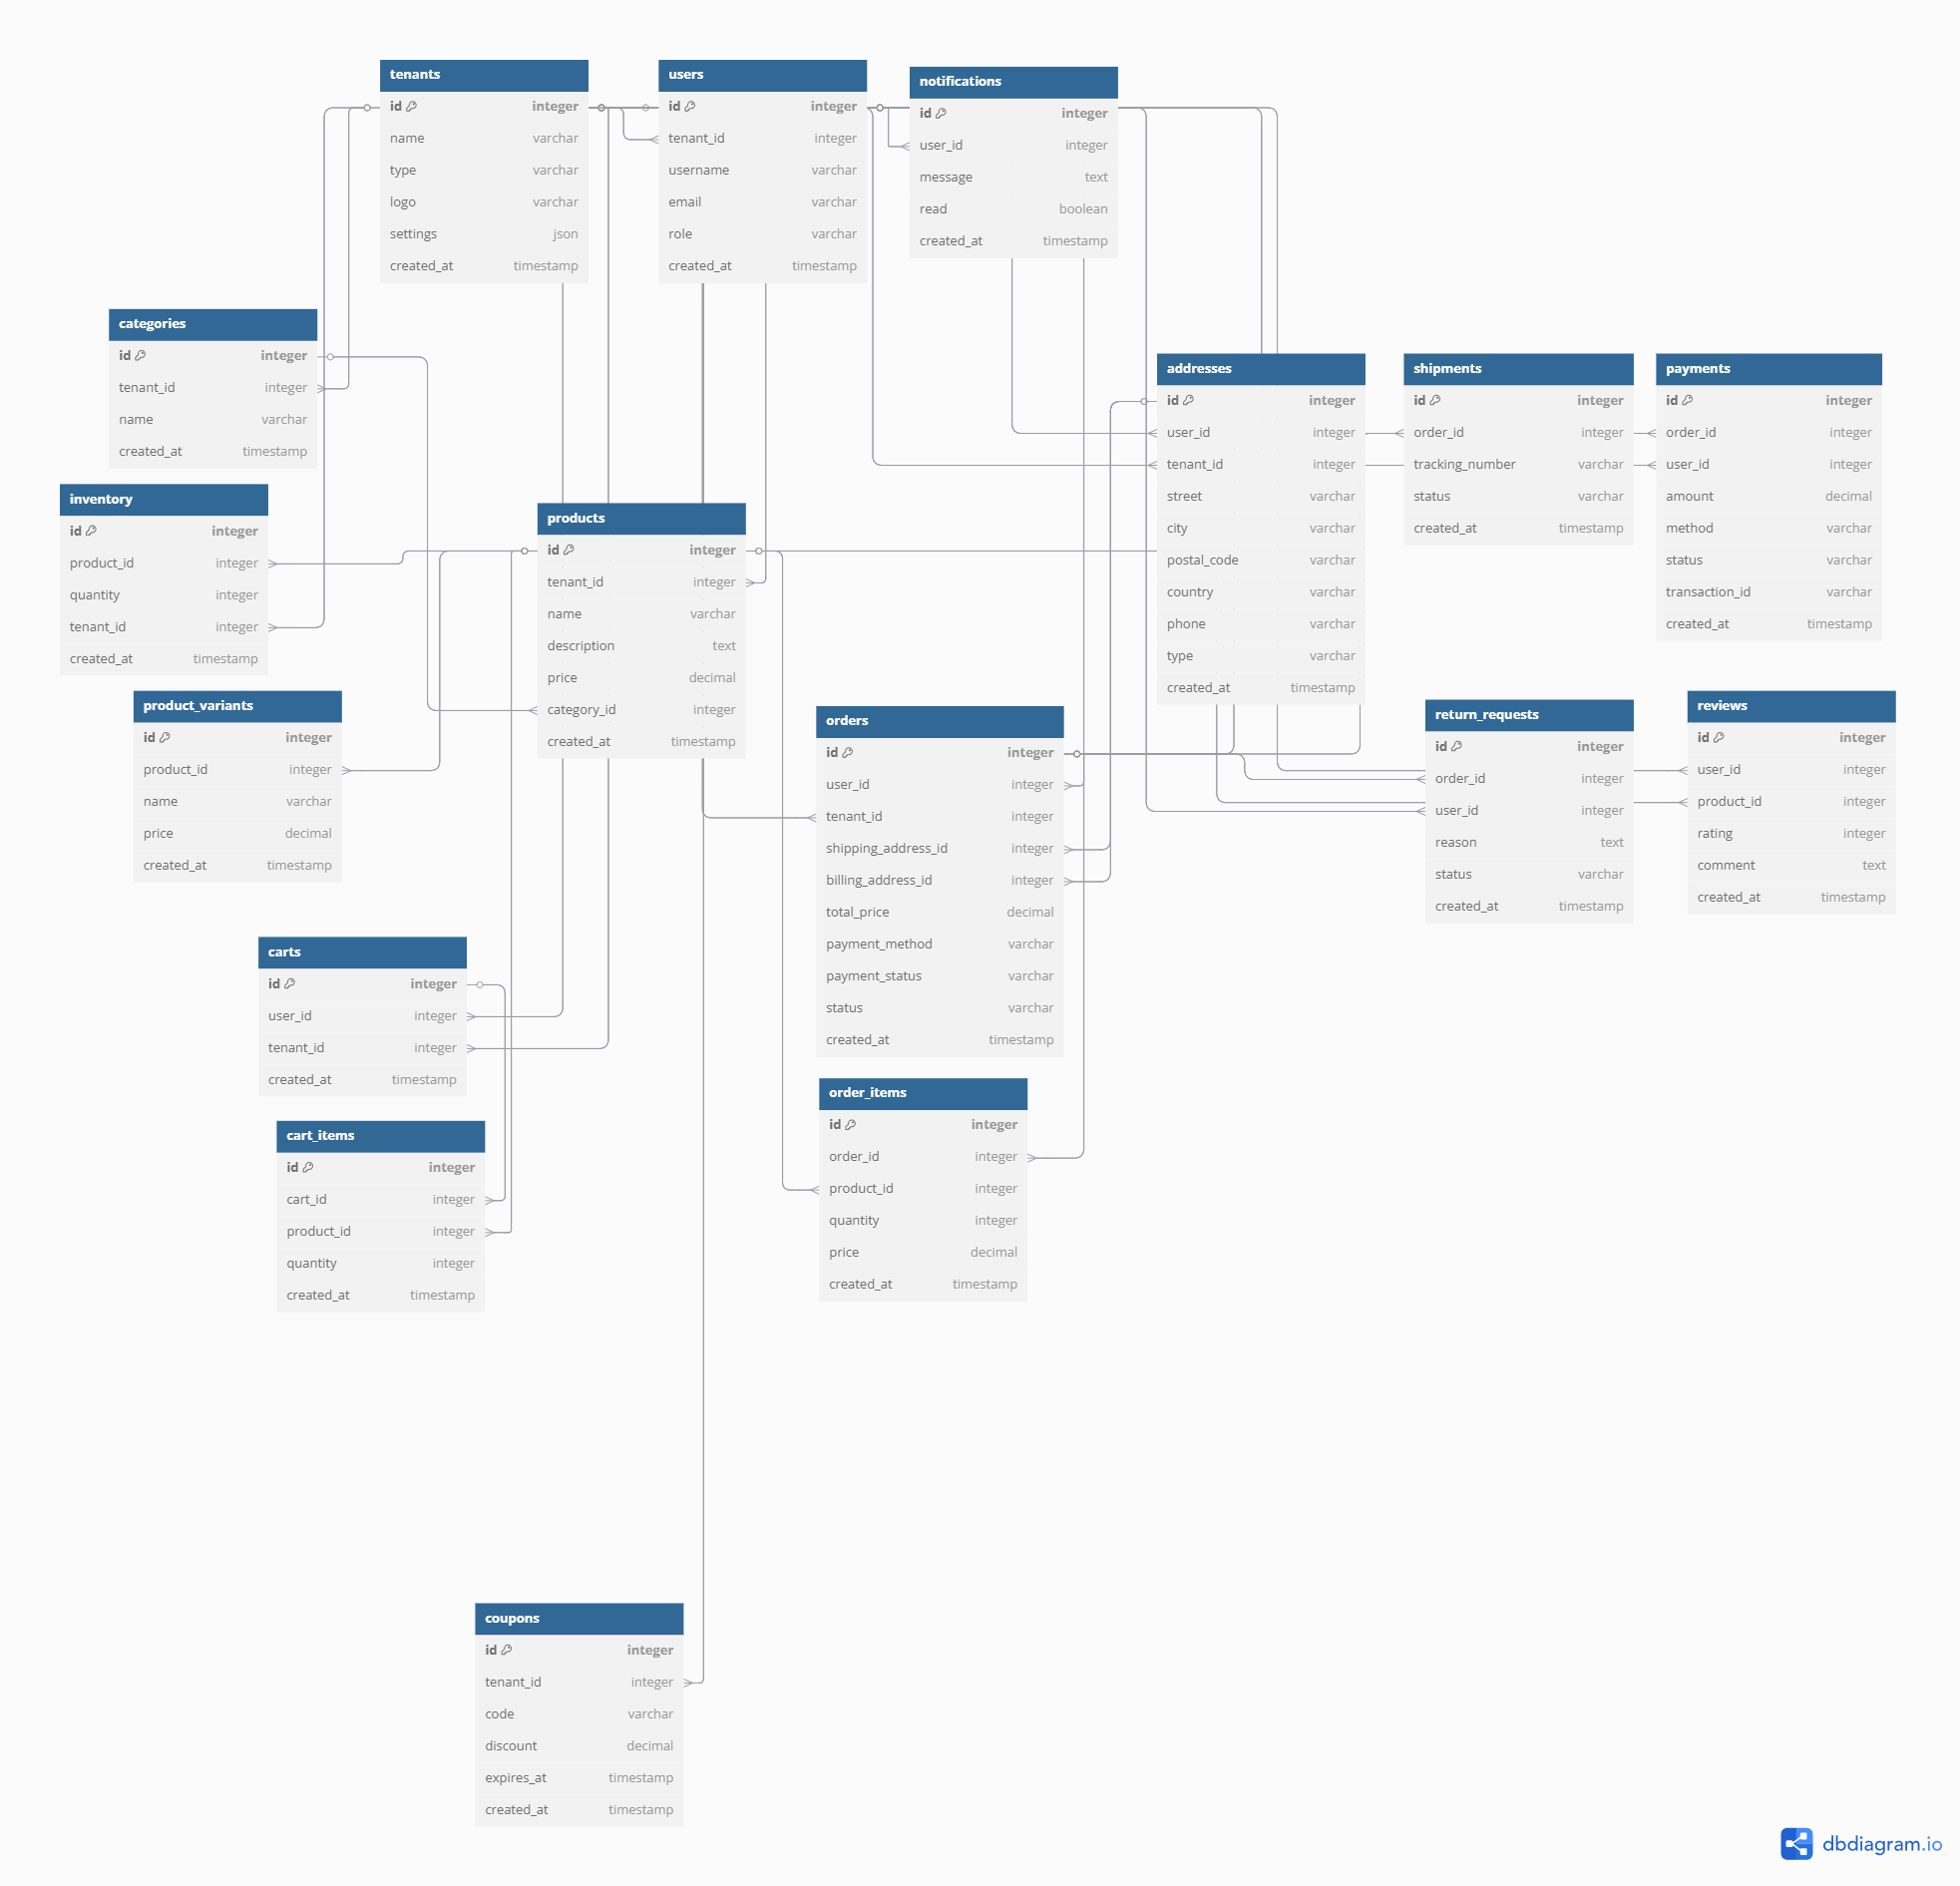 tenants
id integer
name varchar
type varchar
logo varchar
settings json
created_at timestamp
users
id integer
tenant_id integer
username varchar
email varchar
role varchar
created_at timestamp
notifications
id integer
user_id integer
message text
read boolean
created_at timestamp
categories
id integer
tenant_id integer
name varchar
created_at timestamp
addresses
id integer
user_id integer
tenant_id integer
street varchar
city varchar
postal_code varchar
country varchar
phone varchar
type varchar
created_at timestamp
shipments
id integer
order_id integer
tracking_number varchar
status varchar
created_at timestamp
payments
id integer
order_id integer
user_id integer
amount decimal
method varchar
status varchar
transaction_id varchar
created_at timestamp
inventory
id integer
product_id integer
quantity integer
tenant_id integer
created_at timestamp
products
id integer
tenant_id integer
name varchar
description text
price decimal
category_id integer
created_at timestamp
product_variants
id integer
product_id integer
name varchar
price decimal
created_at timestamp
orders
id integer
user_id integer
tenant_id integer
shipping_address_id integer
billing_address_id integer
total_price decimal
payment_method varchar
payment_status varchar
status varchar
created_at timestamp
return_requests
id integer
order_id integer
user_id integer
reason text
status varchar
created_at timestamp
reviews
id integer
user_id integer
product_id integer
rating integer
comment text
created_at timestamp
carts
id integer
user_id integer
tenant_id integer
created_at timestamp
cart_items
id integer
cart_id integer
product_id integer
quantity integer
created_at timestamp
order_items
id integer
order_id integer
product_id integer
quantity integer
price decimal
created_at timestamp
coupons
id integer
tenant_id integer
code varchar
discount decimal
expires_at timestamp
created_at timestamp
dbdiagram.io